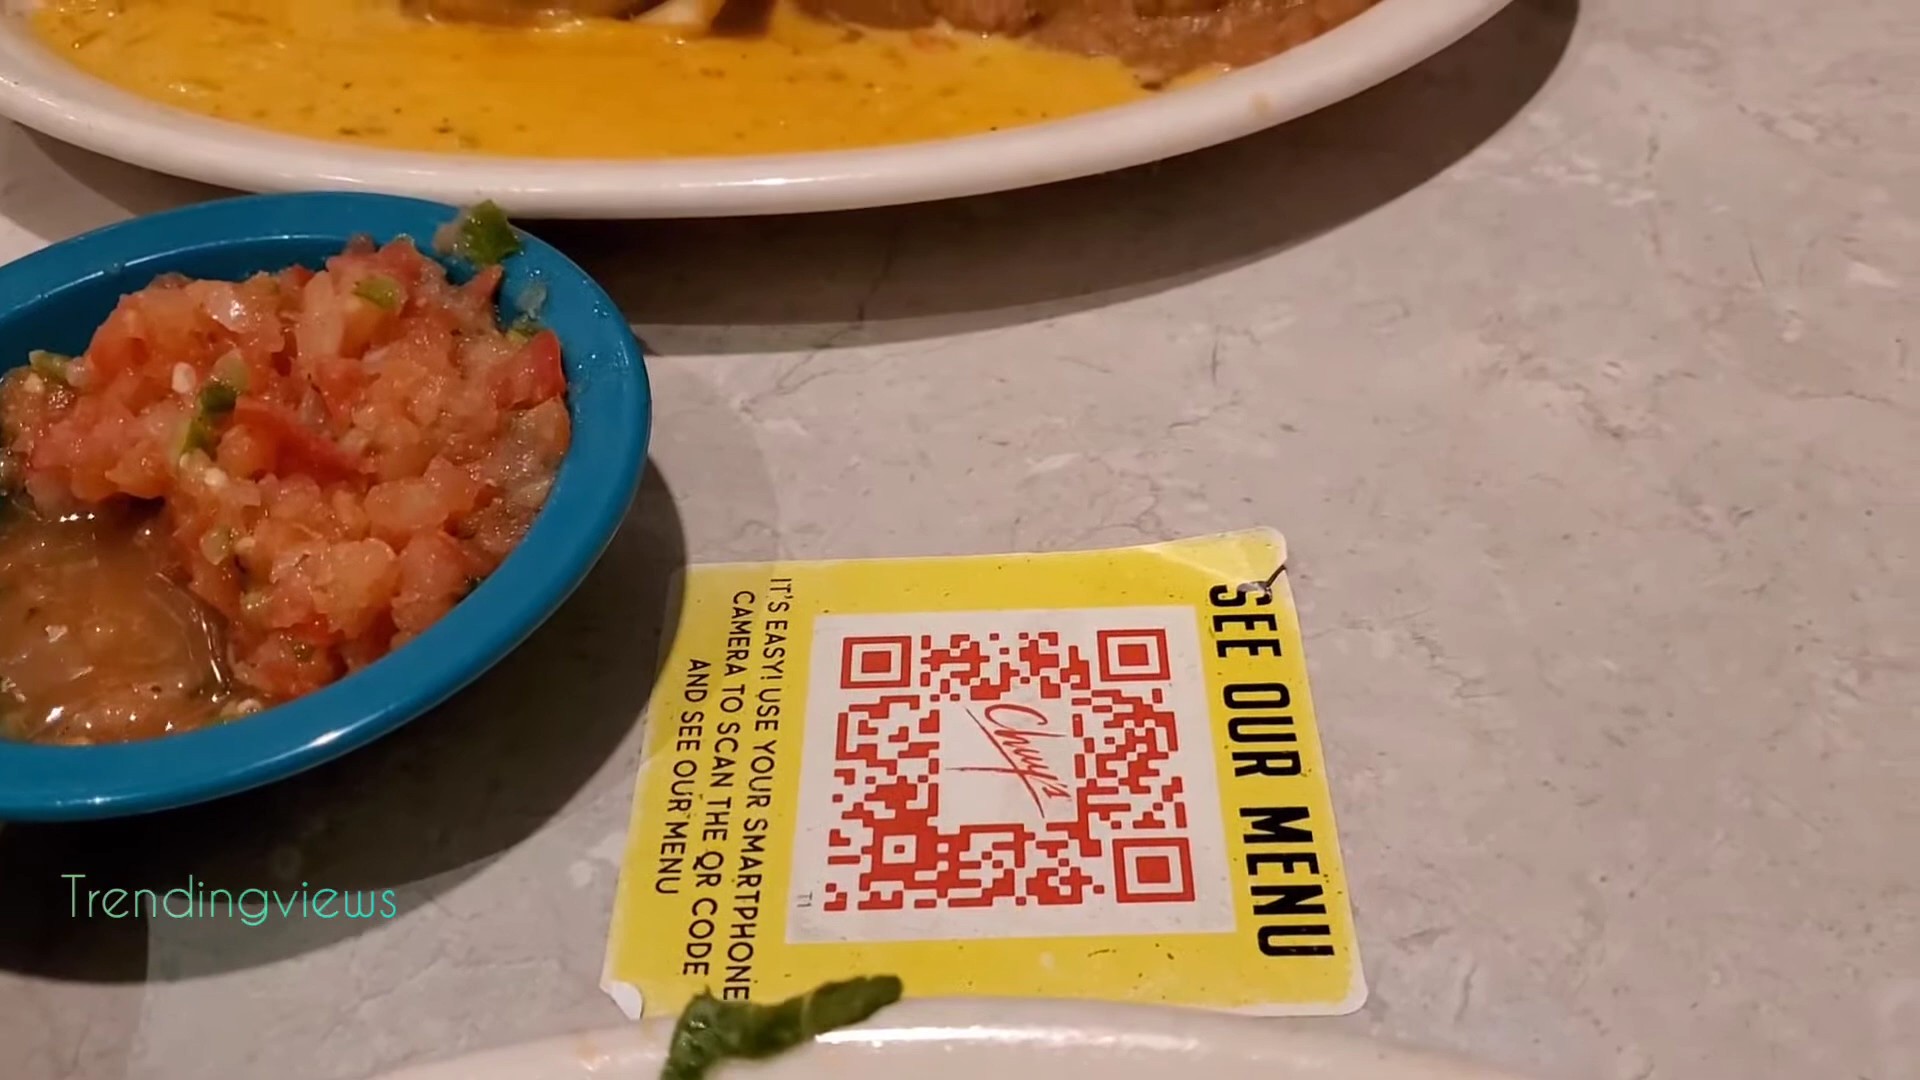 SEE OUR MENU
Chuy's
T1
IT'S EASY! USE YOUR SMARTPHONE
CAMERA TO SCAN THE QR CODE
AND SEE OUR MENU
Trendingviews